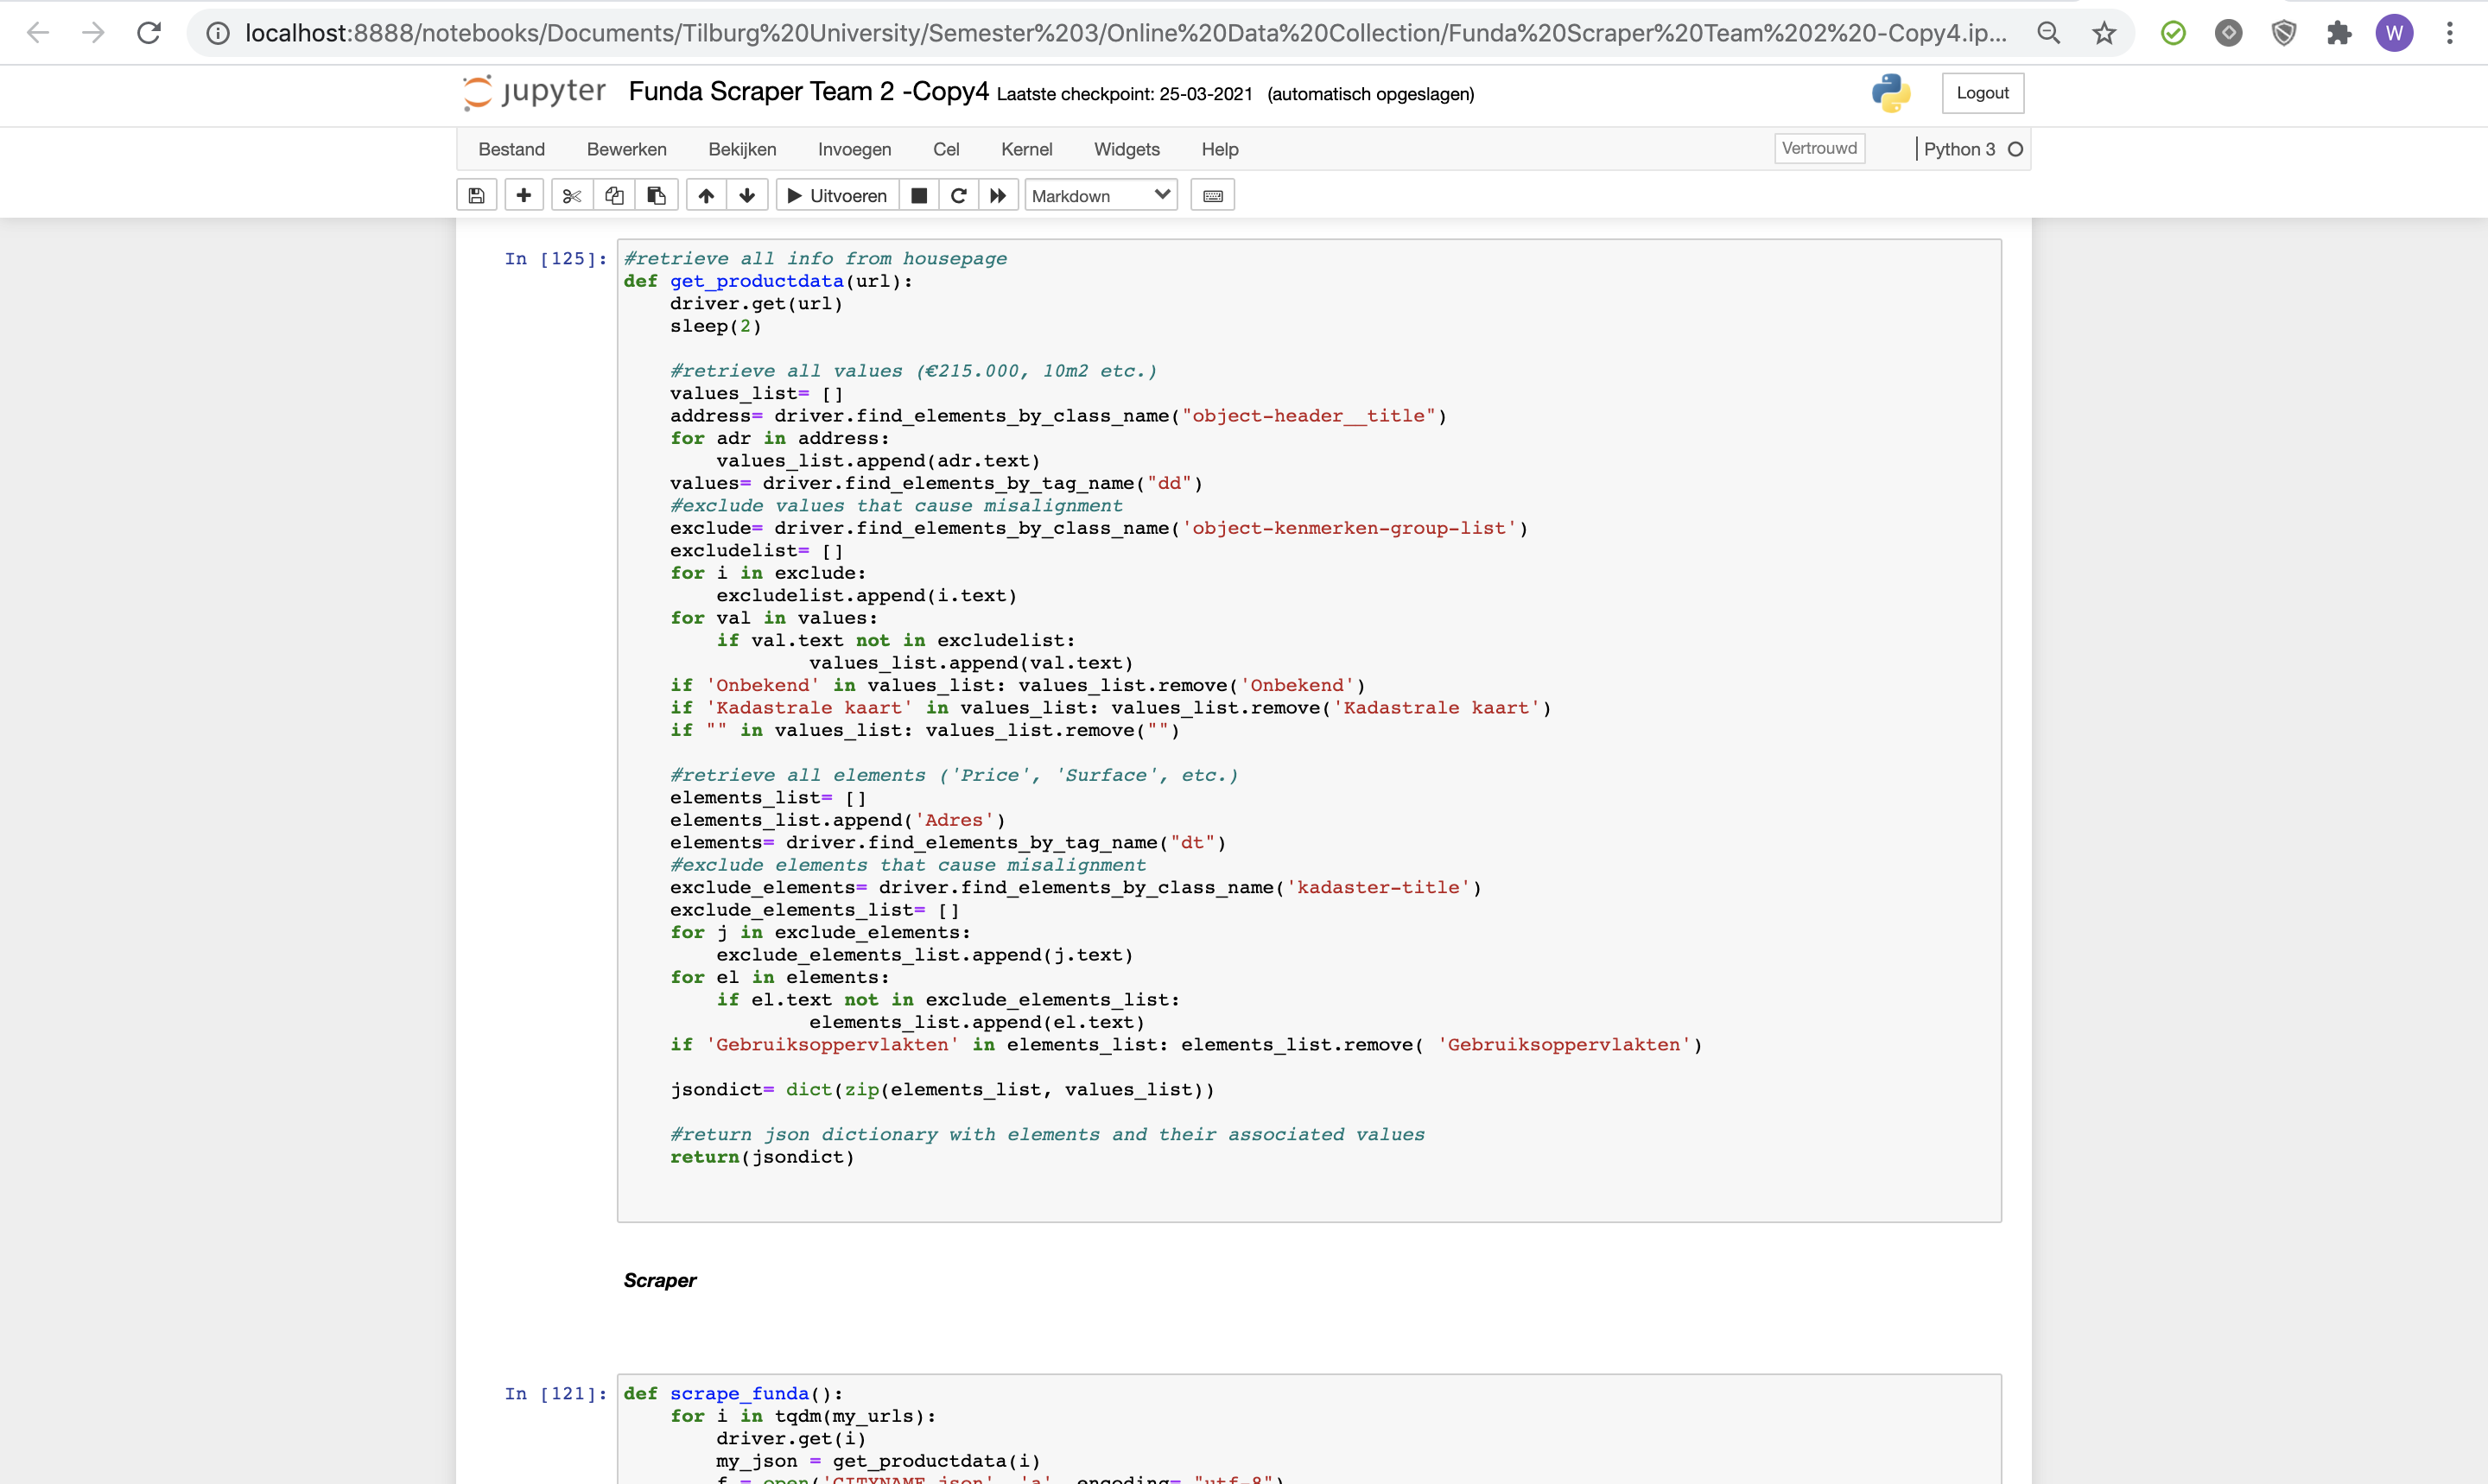 localhost:8888/notebooks/Documents/Tilburg%20University/Semester%203/Online%20Data%20Collection/Funda%20Scraper%20Team%202%20-Copy4.ip...
W
jupyter Funda Scraper Team 2 -Copy4 Laatste checkpoint: 25-03-2021 (automatisch opgeslagen)
Logout
Bestand Bewerken Bekijken Invoegen Cel Kernel Widgets Help Vertrouwd Python 3
Uitvoeren Markdown
In [125]: #retrieve all info from housepage
def get_productdata(url):
    driver.get(url)
    sleep(2)
    #retrieve all values (€215.000, 10m2 etc.)
    values_list= []
    address= driver.find_elements_by_class_name("object-header__title")
    for adr in address:
        values_list.append(adr.text)
    values= driver.find_elements_by_tag_name("dd")
    #exclude values that cause misalignment
    exclude= driver.find_elements_by_class_name('object-kenmerken-group-list')
    excludelist= []
    for i in exclude:
        excludelist.append(i.text)
    for val in values:
        if val.text not in excludelist:
                values_list.append(val.text)
    if 'Onbekend' in values_list: values_list.remove('Onbekend')
    if 'Kadastrale kaart' in values_list: values_list.remove('Kadastrale kaart')
    if "" in values_list: values_list.remove("")
    #retrieve all elements ('Price', 'Surface', etc.)
    elements_list= []
    elements_list.append('Adres')
    elements= driver.find_elements_by_tag_name("dt")
    #exclude elements that cause misalignment
    exclude_elements= driver.find_elements_by_class_name('kadaster-title')
    exclude_elements_list= []
    for j in exclude_elements:
        exclude_elements_list.append(j.text)
    for el in elements:
        if el.text not in exclude_elements_list:
                elements_list.append(el.text)
    if 'Gebruiksoppervlakten' in elements_list: elements_list.remove( 'Gebruiksoppervlakten')
    jsondict= dict(zip(elements_list, values_list))
    #return json dictionary with elements and their associated values
    return(jsondict)
Scraper
In [121]: def scrape_funda():
    for i in tqdm(my_urls):
        driver.get(i)
        my_json = get_productdata(i)
        f = open('CITYNAME.json', 'a', encoding= "utf-8")